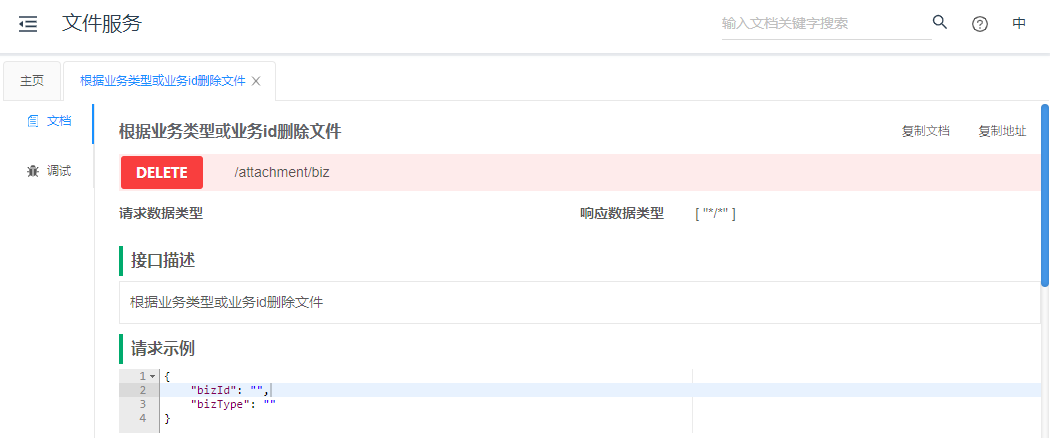 文件服务
输入文档关键字搜索
中
主页
根据业务类型或业务id删除文件
文档
调试
根据业务类型或业务id删除文件
复制文档
复制地址
DELETE
/attachment/biz
请求数据类型
响应数据类型
[ "*/*" ]
接口描述
根据业务类型或业务id删除文件
请求示例
1 {
2 "bizId": "",
3 "bizType": ""
4 }